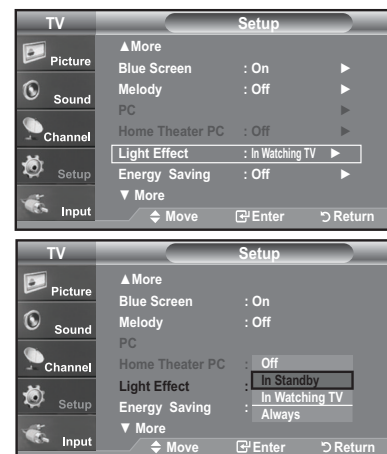 TV Setup
Picture
Sound
Channel
Setup
Input
▲More
Blue Screen : On ►
Melody : Off ►
PC ►
Home Theater PC : Off ►
Light Effect : In Watching TV ►
Energy Saving : Off ►
▼ More
Move Enter Return
TV Setup
Picture
Sound
Channel
Setup
Input
▲More
Blue Screen : On
Melody : Off
PC
Home Theater PC : Off
Light Effect : In Standby
In Watching TV
Energy Saving : Always
▼ More
Move Enter Return